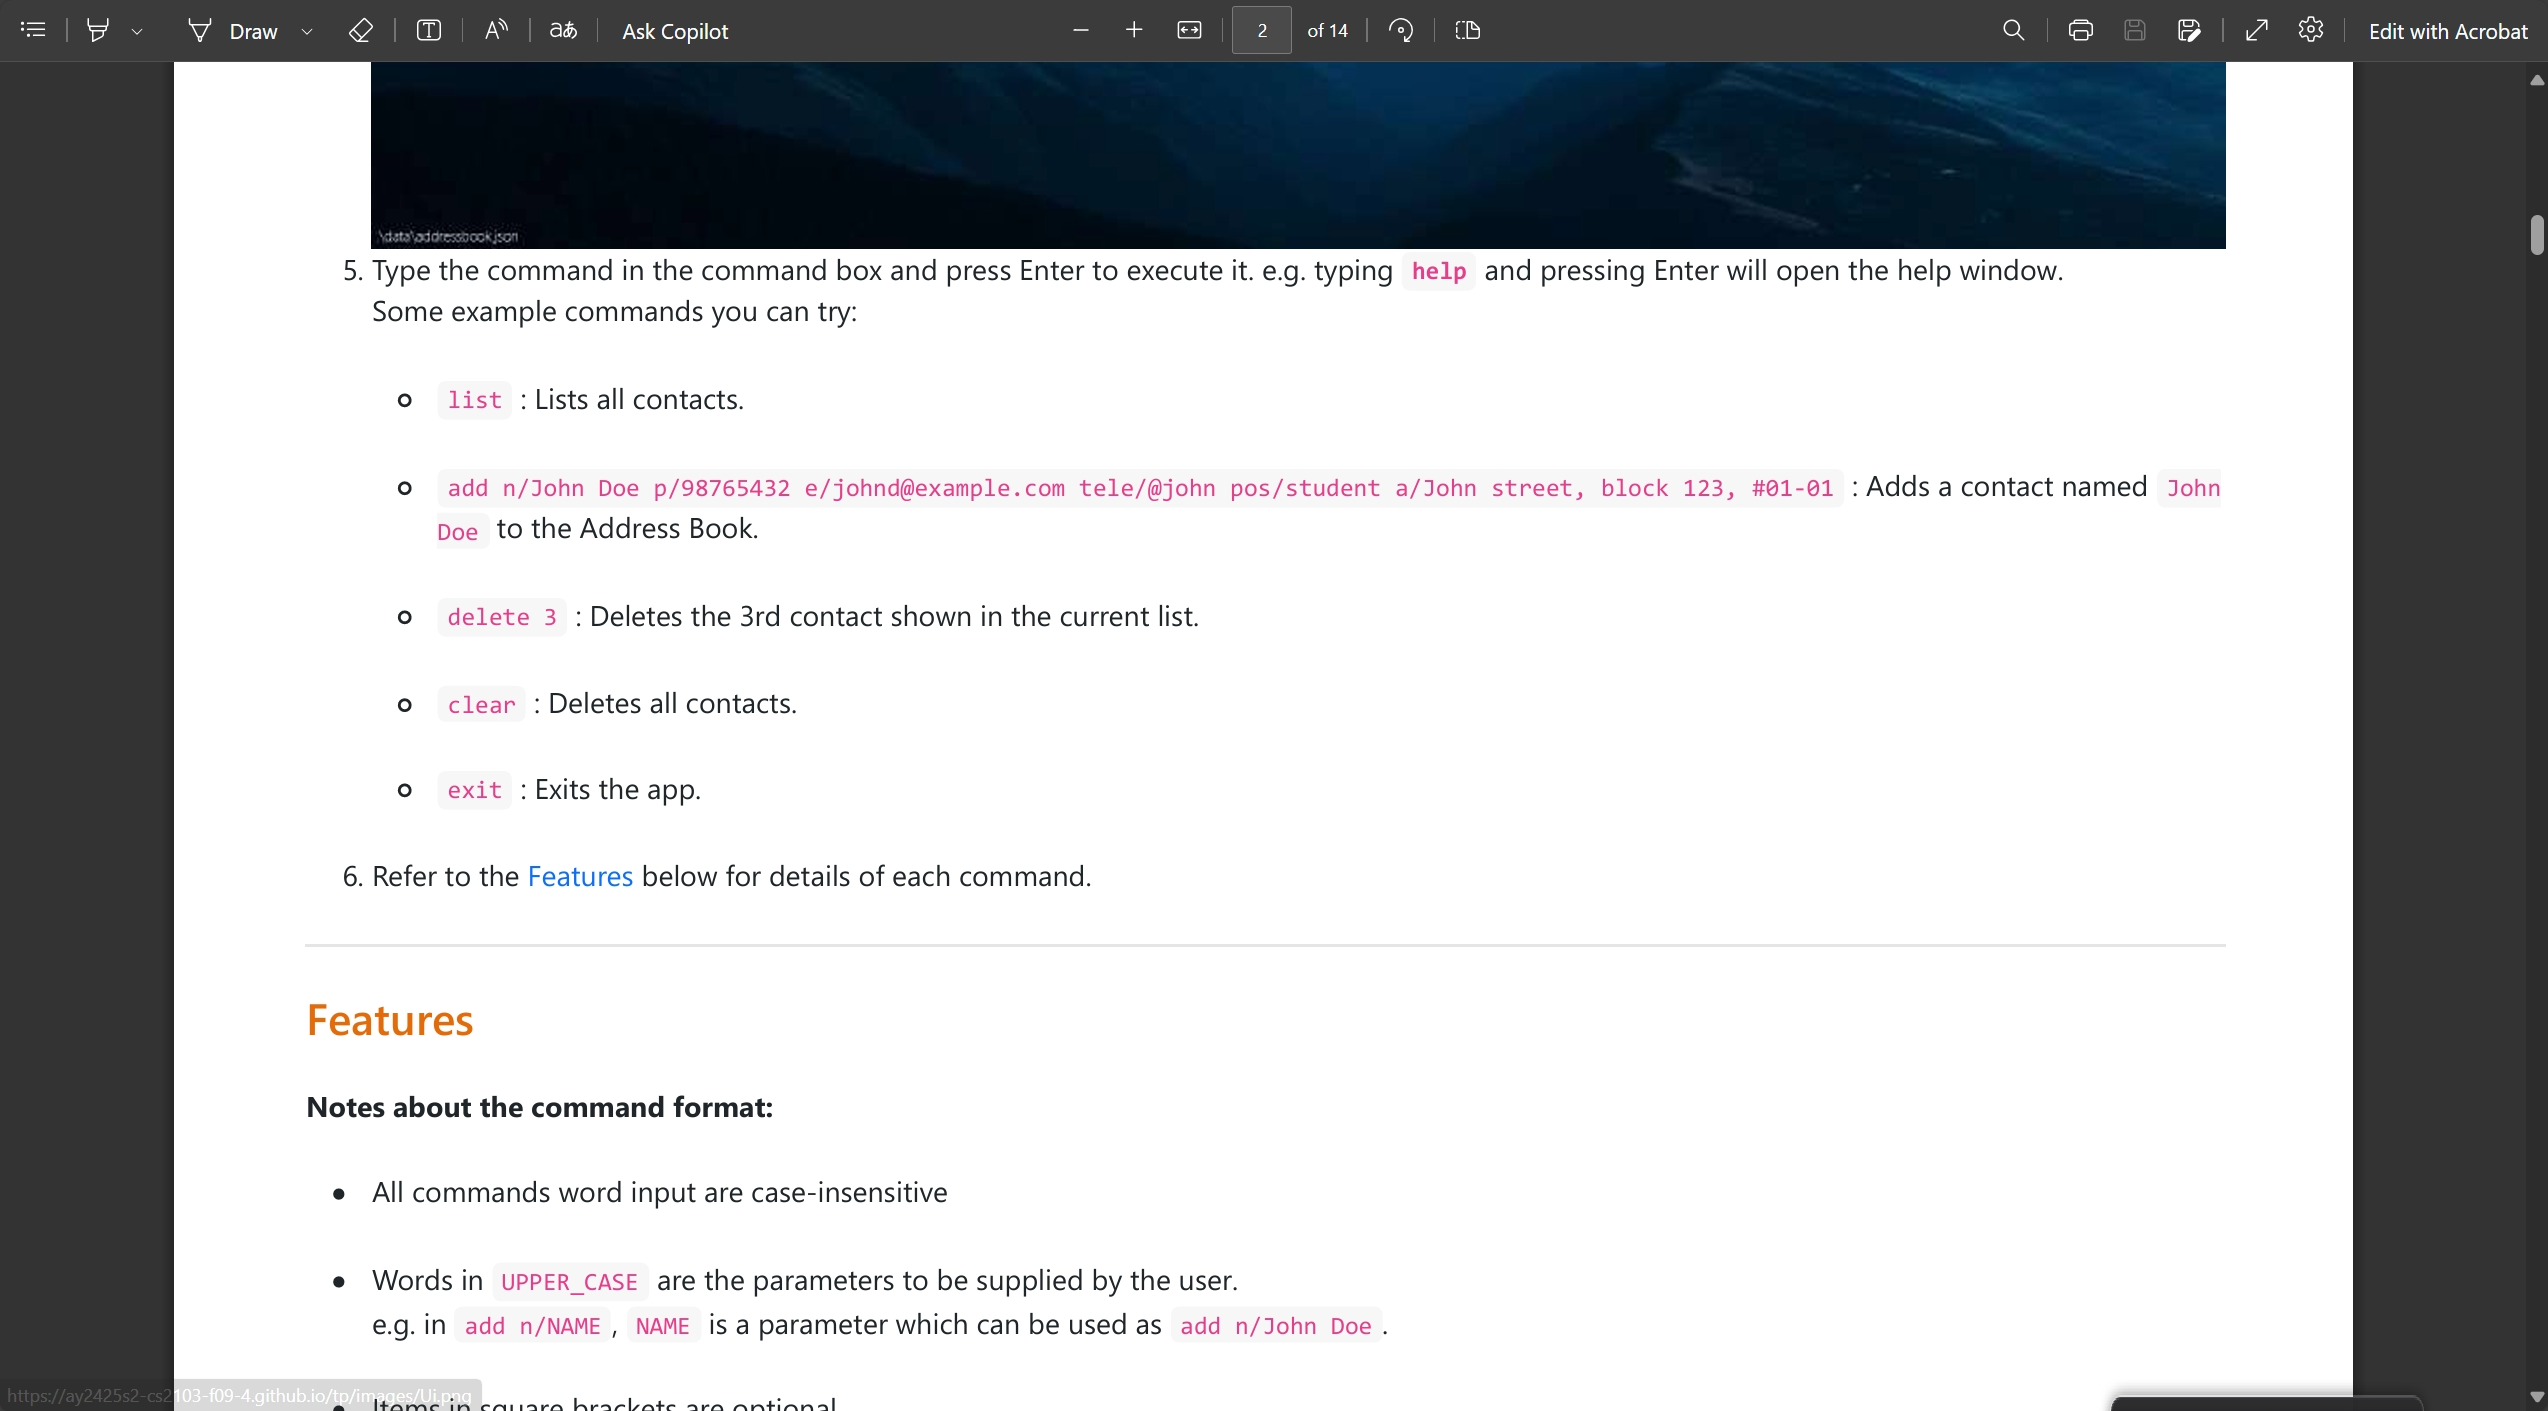 Draw
A
aあ
Ask Copilot
2
of 14
Edit with Acrobat
\data\addressbook.json
5. Type the command in the command box and press Enter to execute it. e.g. typing help and pressing Enter will open the help window.
Some example commands you can try:
list : Lists all contacts.
add n/John Doe p/98765432 e/johnd@example.com tele/@john pos/student a/John street, block 123, #01-01 : Adds a contact named John
Doe to the Address Book.
delete 3 : Deletes the 3rd contact shown in the current list.
clear : Deletes all contacts.
exit : Exits the app.
6. Refer to the Features below for details of each command.
Features
Notes about the command format:
All commands word input are case-insensitive
Words in UPPER_CASE are the parameters to be supplied by the user.
e.g. in add n/NAME , NAME is a parameter which can be used as add n/John Doe .
Items in square brackets are optional
https://ay2425s2-cs2103-f09-4.github.io/tp/images/Ui.png